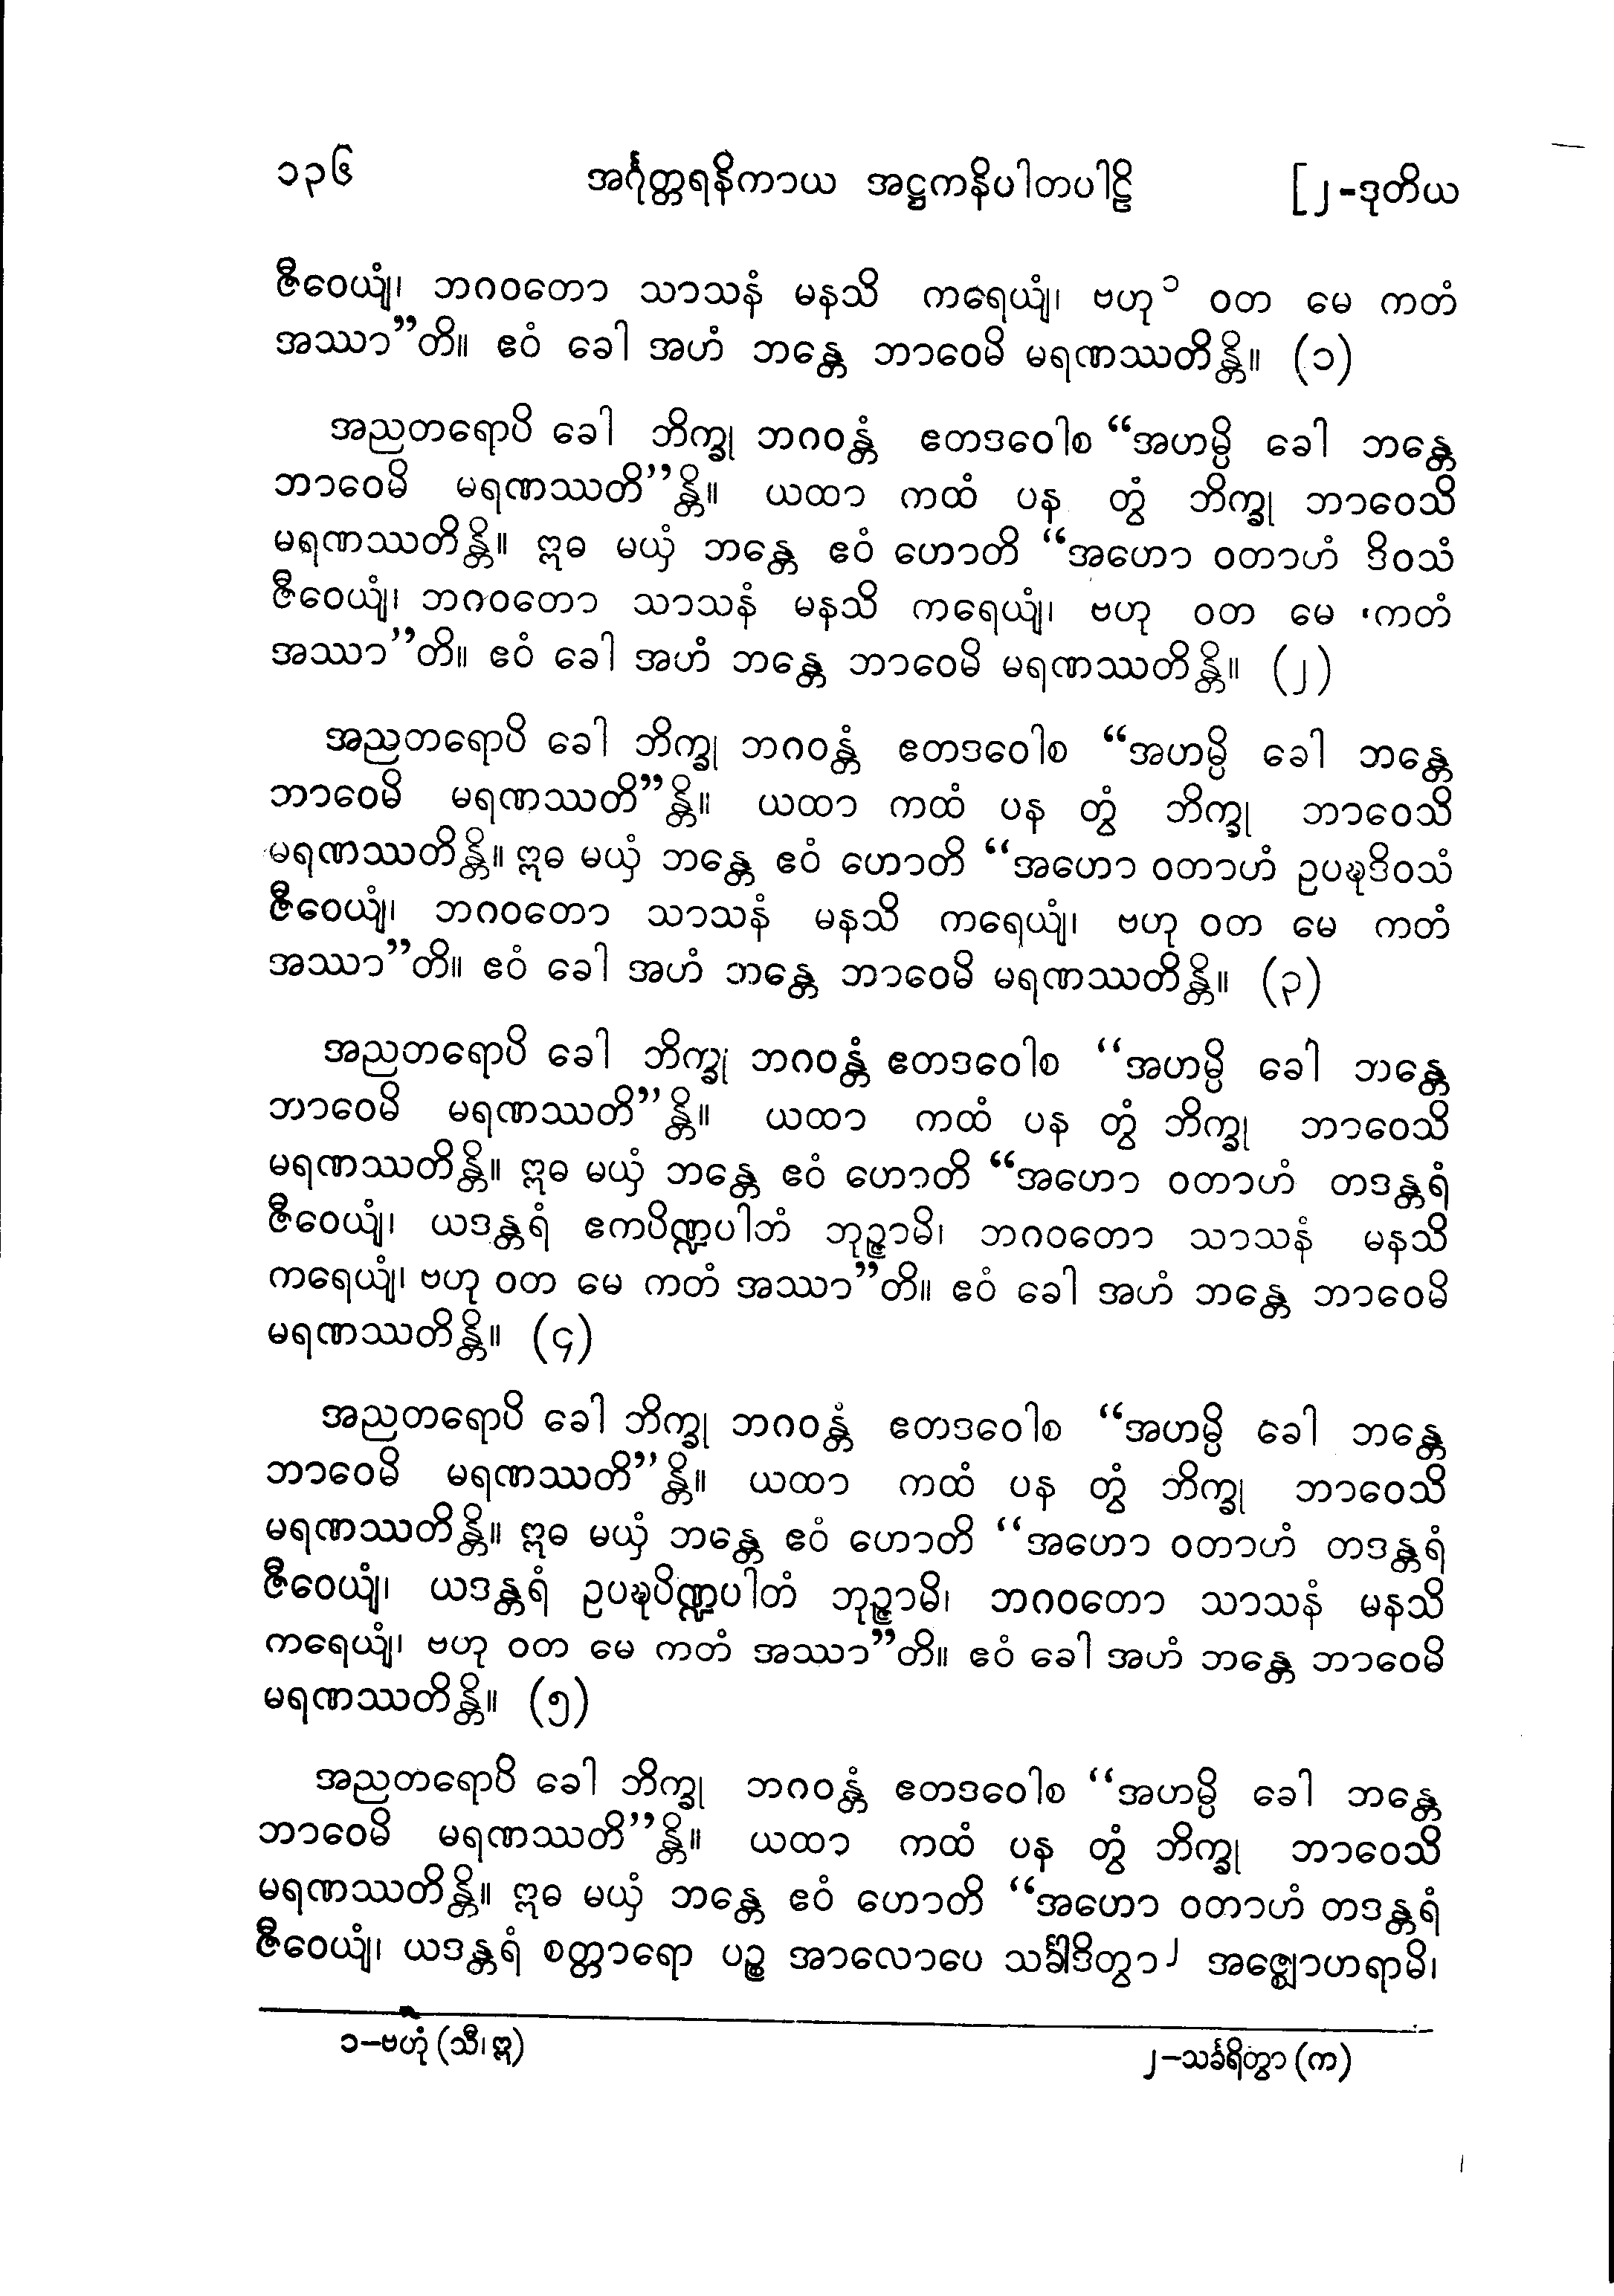 ၁၃၆ အင်္ဂုတ္တရနိကာယ အဋ္ဌကနိပါတပါဠိ [၂-ဒုတိယ
ဇီဝေယျံ၊ ဘဂဝတော သာသနံ မနသိ ကရေယျံ၊ ဗဟု၁ ဝတ မေ ကတံ
အဿာ”တိ။ ဧဝံ ခေါ အဟံ ဘန္တေ ဘာဝေမိ မရဏဿတိန္တိ။ (၁)
အညတရောပိ ခေါ ဘိက္ခု ဘဂဝန္တံ ဧတဒဝေါစ “အဟမ္ပိ ခေါ ဘန္တေ
ဘာဝေမိ မရဏဿတိ”န္တိ။ ယထာ ကထံ ပန တွံ ဘိက္ခု ဘာဝေသိ
မရဏဿတိန္တိ။ ဣဓ မယှံ ဘန္တေ ဧဝံ ဟောတိ “အဟော ဝတာဟံ ဒိဝသံ
ဇီဝေယျံ၊ ဘဂဝတော သာသနံ မနသိ ကရေယျံ၊ ဗဟု ဝတ မေ ကတံ
အဿာ”တိ။ ဧဝံ ခေါ အဟံ ဘန္တေ ဘာဝေမိ မရဏဿတိန္တိ။ (၂)
အညတရောပိ ခေါ ဘိက္ခု ဘဂဝန္တံ ဧတဒဝေါစ “အဟမ္ပိ ခေါ ဘန္တေ
ဘာဝေမိ မရဏဿတိ”န္တိ။ ယထာ ကထံ ပန တွံ ဘိက္ခု ဘာဝေသိ
မရဏဿတိန္တိ။ ဣဓ မယှံ ဘန္တေ ဧဝံ ဟောတိ “အဟော ဝတာဟံ ဥပဍ္ဎဒိဝသံ
ဇီဝေယျံ၊ ဘဂဝတော သာသနံ မနသိ ကရေယျံ၊ ဗဟု ဝတ မေ ကတံ
အဿာ”တိ။ ဧဝံ ခေါ အဟံ ဘန္တေ ဘာဝေမိ မရဏဿတိန္တိ။ (၃)
အညတရောပိ ခေါ ဘိက္ခု ဘဂဝန္တံ ဧတဒဝေါစ “အဟမ္ပိ ခေါ ဘန္တေ
ဘာဝေမိ မရဏဿတိ”န္တိ။ ယထာ ကထံ ပန တွံ ဘိက္ခု ဘာဝေသိ
မရဏဿတိန္တိ။ ဣဓ မယှံ ဘန္တေ ဧဝံ ဟောတိ “အဟော ဝတာဟံ တဒန္တရံ
ဇီဝေယျံ၊ ယဒန္တရံ ဧကပိဏ္ဍပါတံ ဘုဉ္ဇာမိ၊ ဘဂဝတော သာသနံ မနသိ
ကရေယျံ၊ ဗဟု ဝတ မေ ကတံ အဿာ”တိ။ ဧဝံ ခေါ အဟံ ဘန္တေ ဘာဝေမိ
မရဏဿတိန္တိ။ (၄)
အညတရောပိ ခေါ ဘိက္ခု ဘဂဝန္တံ ဧတဒဝေါစ “အဟမ္ပိ ခေါ ဘန္တေ
ဘာဝေမိ မရဏဿတိ”န္တိ။ ယထာ ကထံ ပန တွံ ဘိက္ခု ဘာဝေသိ
မရဏဿတိန္တိ။ ဣဓ မယှံ ဘန္တေ ဧဝံ ဟောတိ “အဟော ဝတာဟံ တဒန္တရံ
ဇီဝေယျံ၊ ယဒန္တရံ ဥပဍ္ဎပိဏ္ဍပါတံ ဘုဉ္ဇာမိ၊ ဘဂဝတော သာသနံ မနသိ
ကရေယျံ၊ ဗဟု ဝတ မေ ကတံ အဿာ”တိ။ ဧဝံ ခေါ အဟံ ဘန္တေ ဘာဝေမိ
မရဏဿတိန္တိ။ (၅)
အညတရောပိ ခေါ ဘိက္ခု ဘဂဝန္တံ ဧတဒဝေါစ “အဟမ္ပိ ခေါ ဘန္တေ
ဘာဝေမိ မရဏဿတိ”န္တိ။ ယထာ ကထံ ပန တွံ ဘိက္ခု ဘာဝေသိ
မရဏဿတိန္တိ။ ဣဓ မယှံ ဘန္တေ ဧဝံ ဟောတိ “အဟော ဝတာဟံ တဒန္တရံ
ဇီဝေယျံ၊ ယဒန္တရံ စတ္တာရော ပဉ္စ အာလောပေ သင်္ခါဒိတွာ၂ အဇ္ဈောဟရာမိ၊
၁−ဗဟုံ (သီ၊ ဣ) ၂−သင်္ခရိတွာ (က)